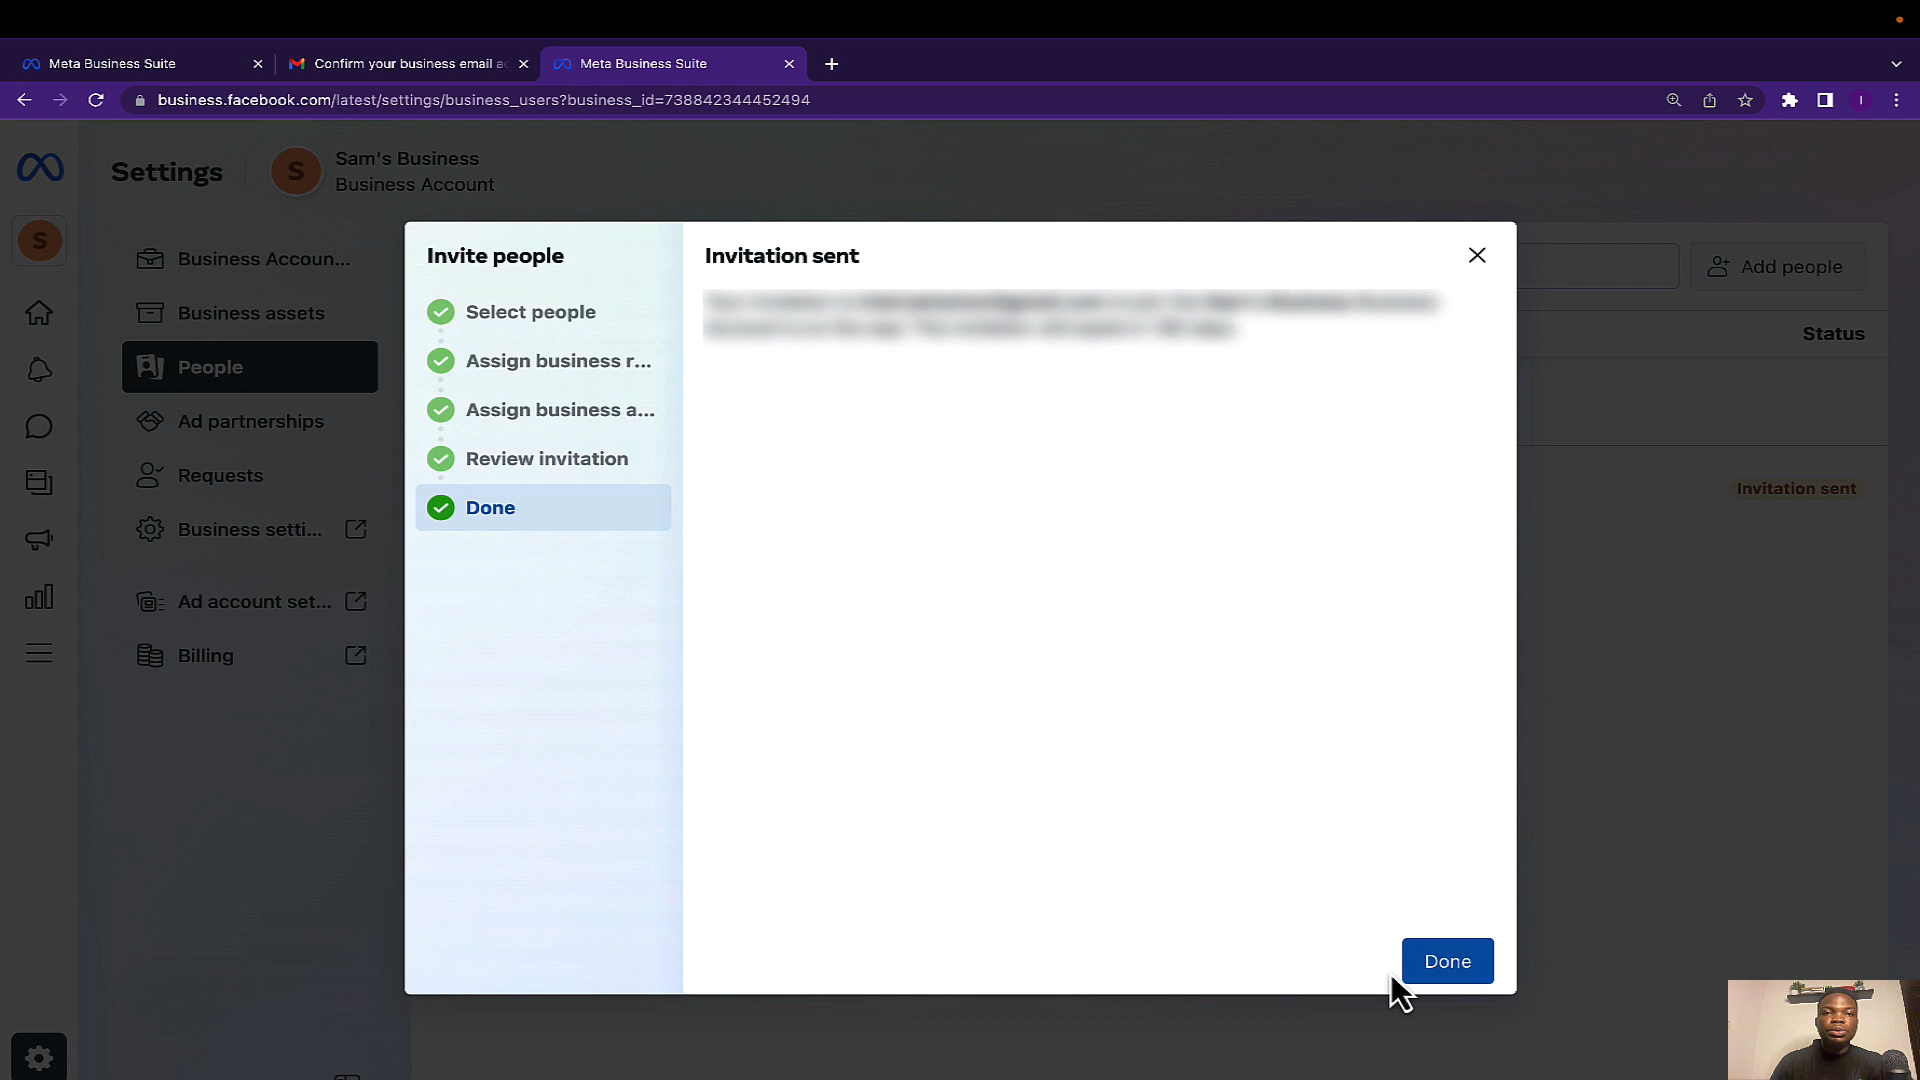 Meta Business Suite
Confirm your business email a
Meta Business Suite
business.facebook.com/latest/settings/business_users?business_id=738842344452494
I
Settings
S
Sam's Business
Business Account
S
Business Accoun...
Business assets
People
Ad partnerships
Requests
Business setti...
Ad account set...
Billing
Add people
Status
Invitation sent
Invite people
Select people
Assign business r...
Assign business a...
Review invitation
Done
Invitation sent
Done